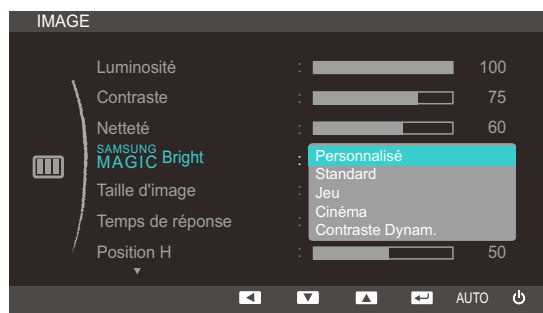 IMAGE
Luminosité : 100
Contraste : 75
Netteté : 60
SAMSUNG
MAGIC Bright :
Personnalisé
Standard
Jeu
Cinéma
Contraste Dynam.
Taille d'image :
Temps de réponse :
Position H : 50
AUTO